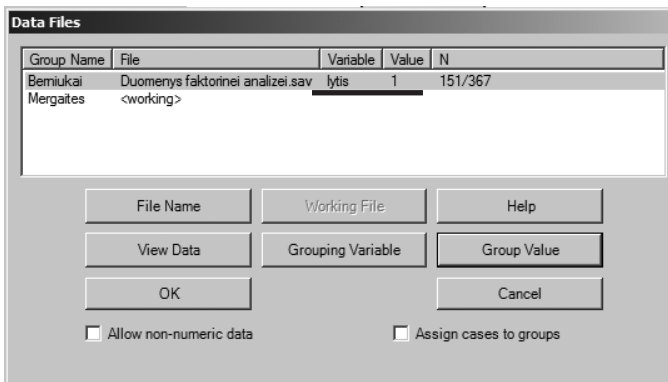 Data Files
Group Name File Variable Value N
Berniukai Duomenys faktorinei analizei.sav lytis 1 151/367
Mergaites <working>
File Name Working File Help
View Data Grouping Variable Group Value
OK Cancel
Allow non-numeric data Assign cases to groups